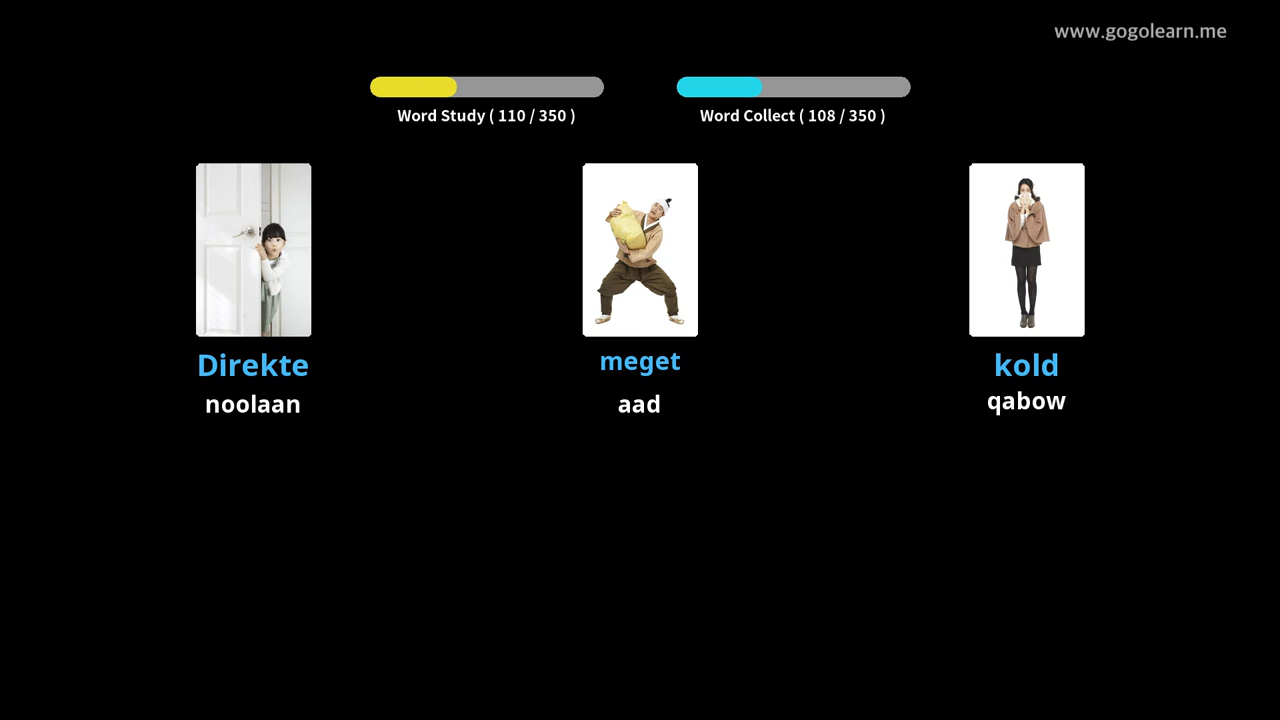 www.gogolearn.me
Word Study ( 110 / 350 )
Word Collect ( 108 / 350 )
Direkte
noolaan
meget
aad
kold
qabow